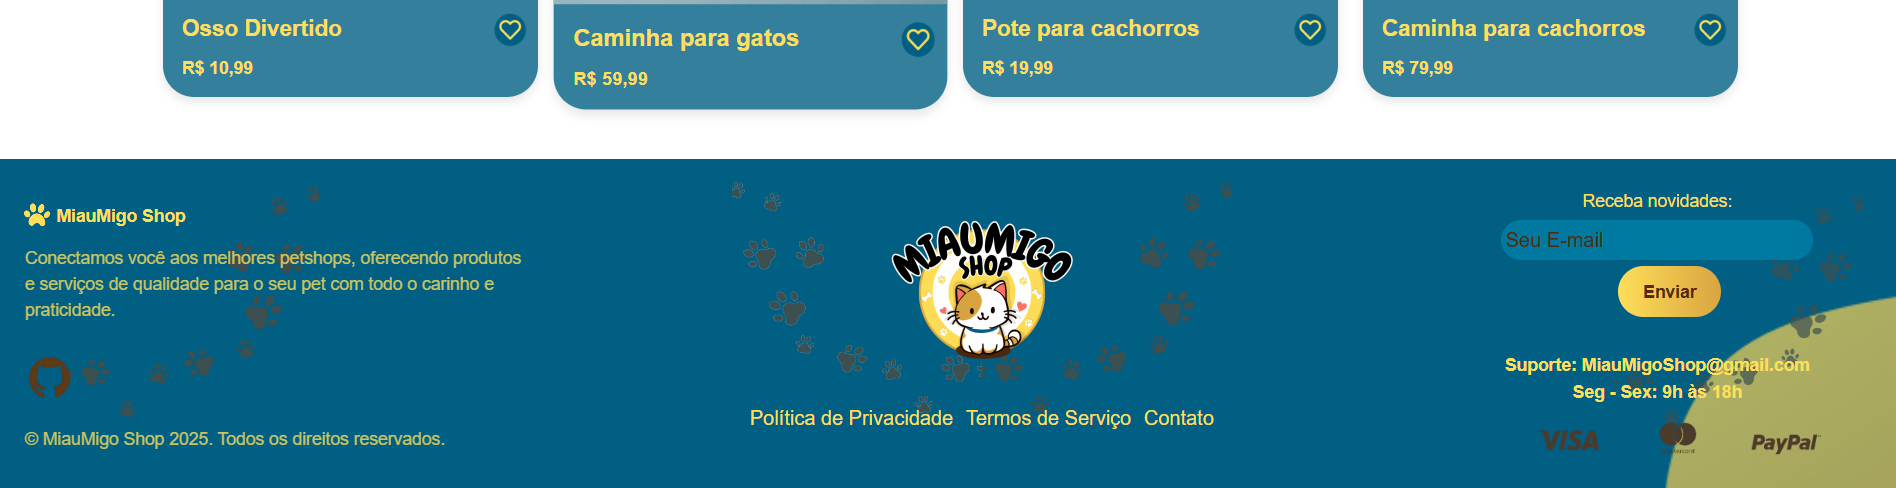 Osso Divertido
R$ 10,99
Caminha para gatos
R$ 59,99
Pote para cachorros
R$ 19,99
Caminha para cachorros
R$ 79,99
MiauMigo Shop
Conectamos você aos melhores petshops, oferecendo produtos
e serviços de qualidade para o seu pet com todo o carinho e
praticidade.
© MiauMigo Shop 2025. Todos os direitos reservados.
MIAUMIGO
SHOP
Política de Privacidade Termos de Serviço Contato
Receba novidades:
Seu E-mail
Enviar
Suporte: MiauMigoShop@gmail.com
Seg - Sex: 9h às 18h
VISA
mastercard
PayPal